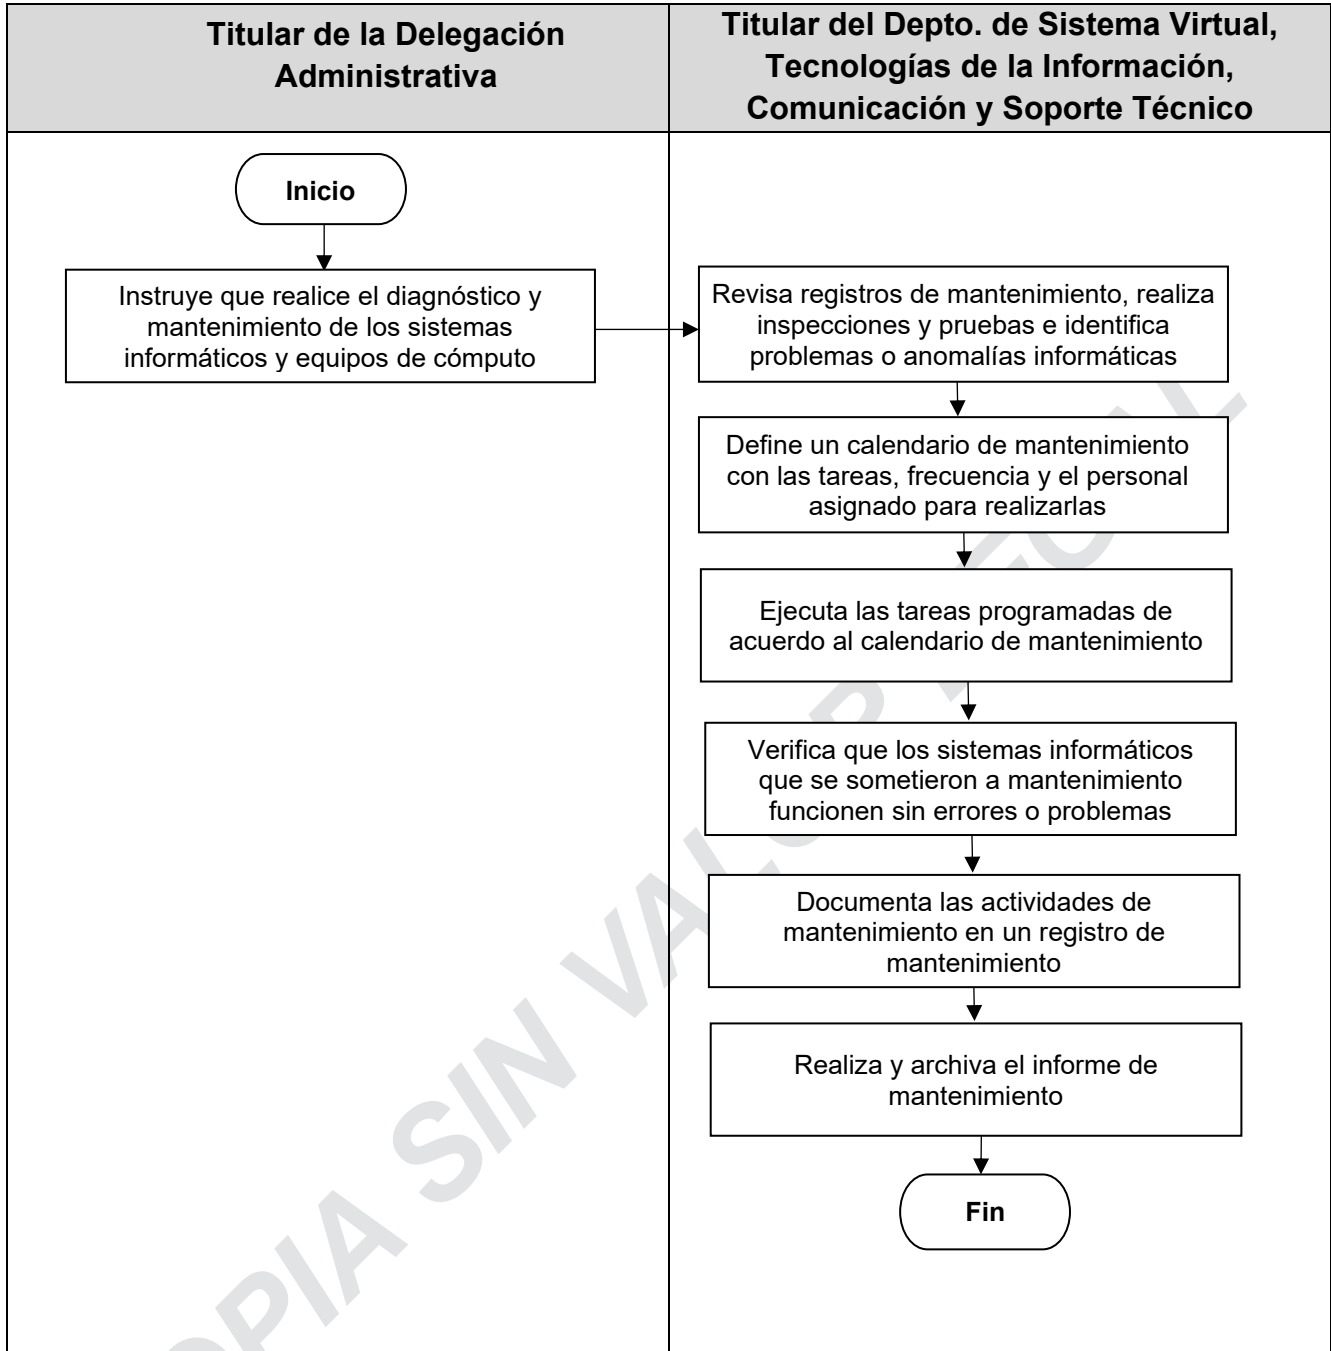 Titular de la Delegación
Administrativa
Titular del Depto. de Sistema Virtual,
Tecnologías de la Información,
Comunicación y Soporte Técnico
Inicio
Instruye que realice el diagnóstico y
mantenimiento de los sistemas
informáticos y equipos de cómputo
Revisa registros de mantenimiento, realiza
inspecciones y pruebas e identifica
problemas o anomalías informáticas
Define un calendario de mantenimiento
con las tareas, frecuencia y el personal
asignado para realizarlas
Ejecuta las tareas programadas de
acuerdo al calendario de mantenimiento
Verifica que los sistemas informáticos
que se sometieron a mantenimiento
funcionen sin errores o problemas
Documenta las actividades de
mantenimiento en un registro de
mantenimiento
Realiza y archiva el informe de
mantenimiento
Fin
OPIA SIN VALOR